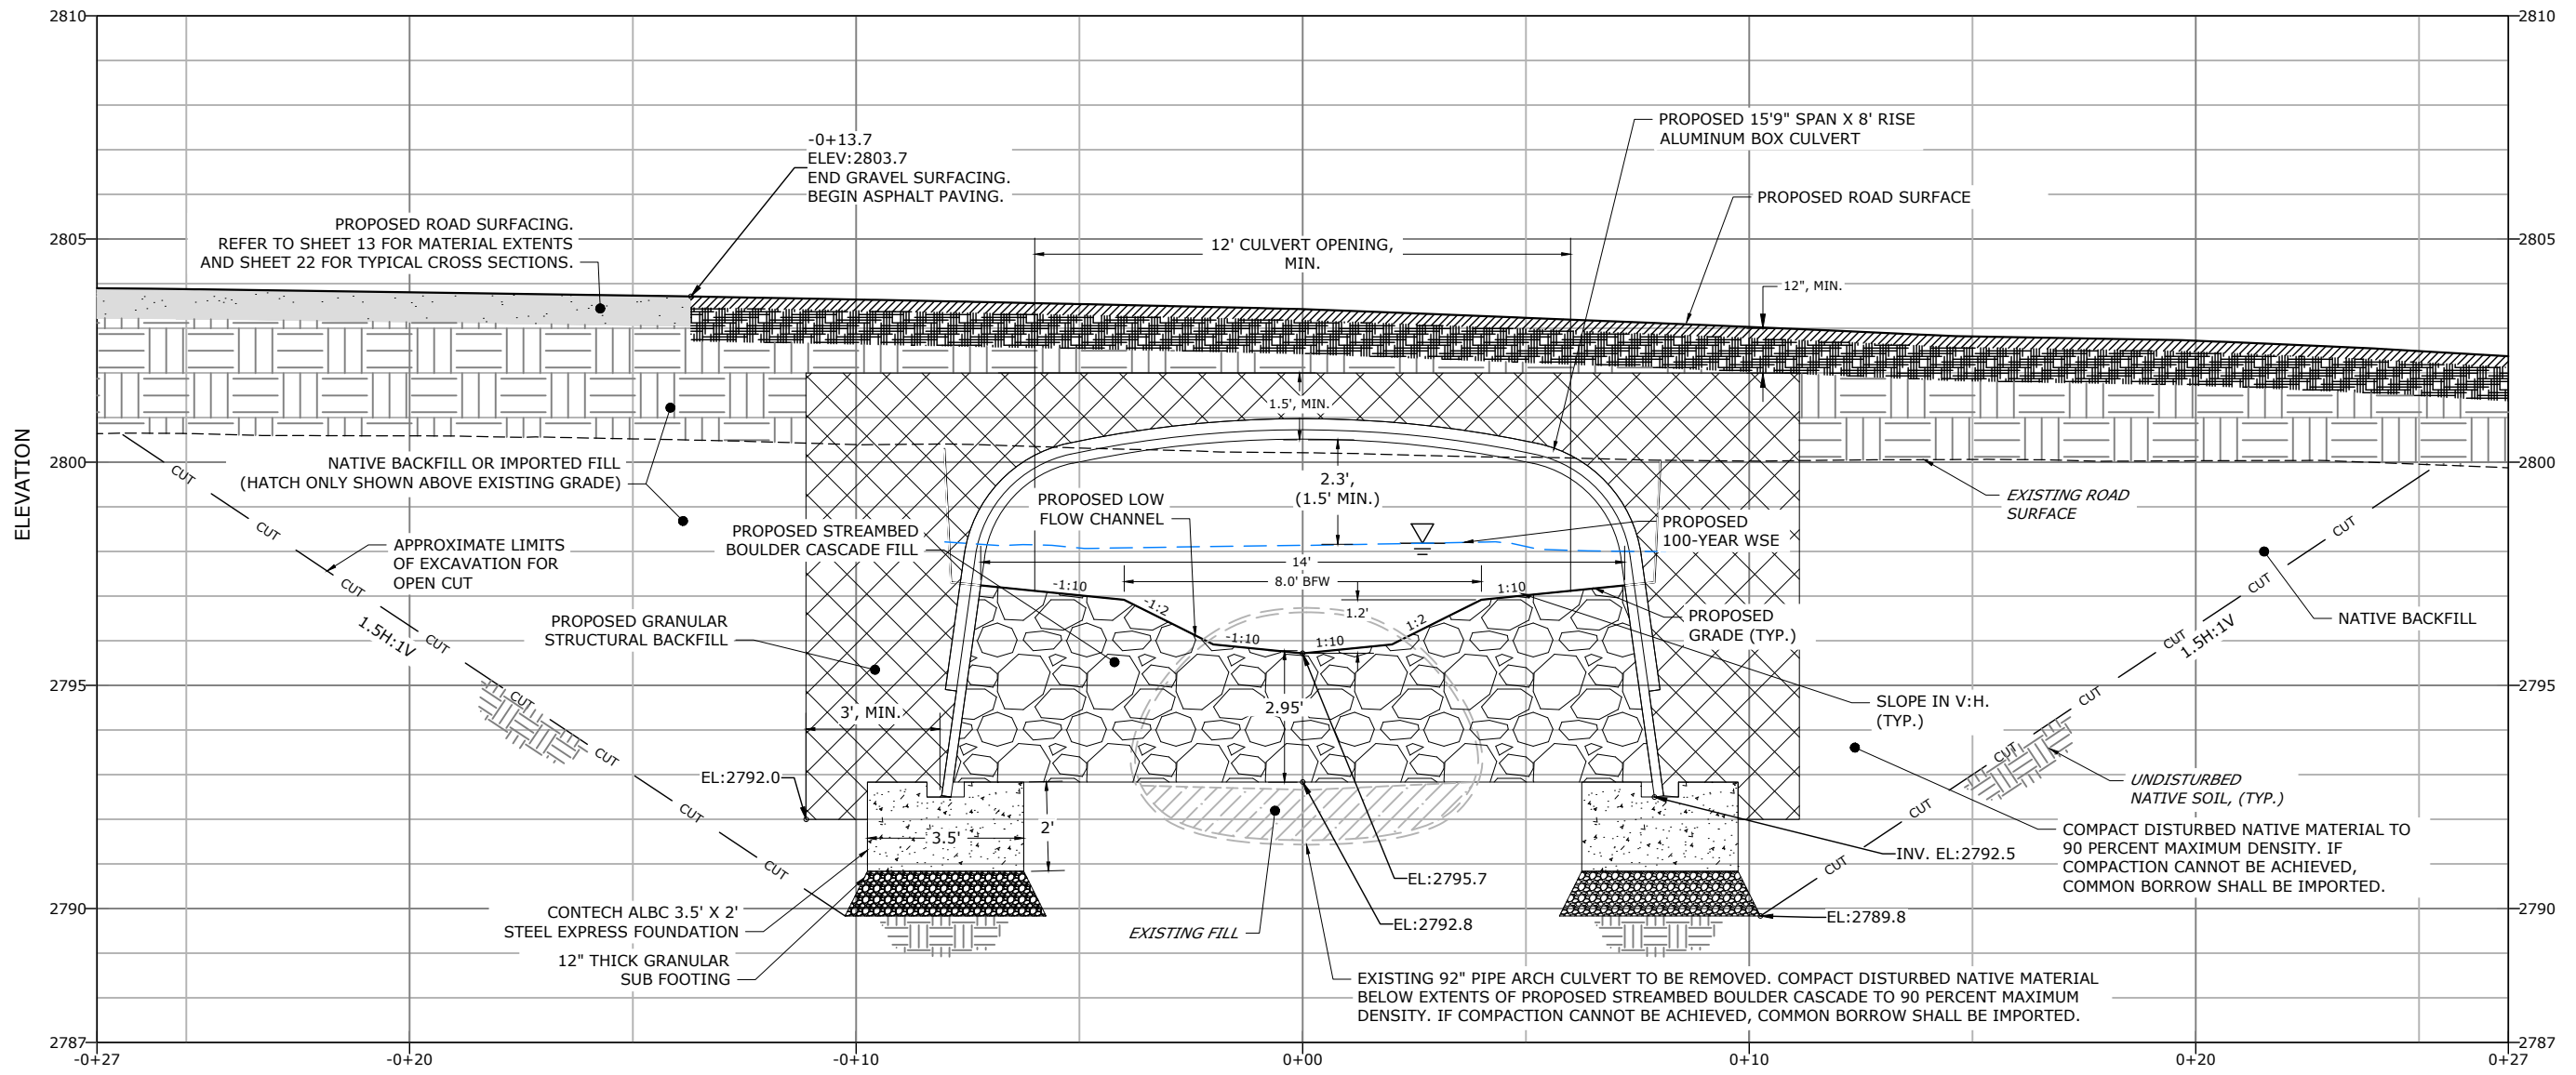 2810
2810
PROPOSED 15'9" SPAN X 8' RISE
ALUMINUM BOX CULVERT
-0+13.7
ELEV:2803.7
END GRAVEL SURFACING.
BEGIN ASPHALT PAVING.
PROPOSED ROAD SURFACE
PROPOSED ROAD SURFACING.
REFER TO SHEET 13 FOR MATERIAL EXTENTS
AND SHEET 22 FOR TYPICAL CROSS SECTIONS.
2805
2805
12' CULVERT OPENING,
MIN.
12", MIN.
1.5', MIN.
ELEVATION
2800
2800
NATIVE BACKFILL OR IMPORTED FILL
(HATCH ONLY SHOWN ABOVE EXISTING GRADE)
2.3',
(1.5' MIN.)
PROPOSED LOW
FLOW CHANNEL
EXISTING ROAD
SURFACE
PROPOSED STREAMBED
BOULDER CASCADE FILL
PROPOSED
100-YEAR WSE
APPROXIMATE LIMITS
OF EXCAVATION FOR
OPEN CUT
14'
8.0' BFW
-1:10
-1:2
-1:10
1:10
1:2
1:10
1.2'
PROPOSED
GRADE (TYP.)
PROPOSED GRANULAR
STRUCTURAL BACKFILL
NATIVE BACKFILL
CUT
CUT
CUT
CUT
CUT
CUT
CUT
CUT
1.5H:1V
CUT
CUT
CUT
CUT
CUT
CUT
CUT
1.5H:1V
2795
2795
3', MIN.
2.95'
SLOPE IN V:H.
(TYP.)
EL:2792.0
UNDISTURBED
NATIVE SOIL, (TYP.)
3.5'
2'
INV. EL:2792.5
COMPACT DISTURBED NATIVE MATERIAL TO
90 PERCENT MAXIMUM DENSITY. IF
COMPACTION CANNOT BE ACHIEVED,
COMMON BORROW SHALL BE IMPORTED.
EL:2795.7
2790
2790
CONTECH ALBC 3.5' X 2'
STEEL EXPRESS FOUNDATION
EXISTING FILL
EL:2792.8
EL:2789.8
12" THICK GRANULAR
SUB FOOTING
EXISTING 92" PIPE ARCH CULVERT TO BE REMOVED. COMPACT DISTURBED NATIVE MATERIAL
BELOW EXTENTS OF PROPOSED STREAMBED BOULDER CASCADE TO 90 PERCENT MAXIMUM
DENSITY. IF COMPACTION CANNOT BE ACHIEVED, COMMON BORROW SHALL BE IMPORTED.
2787
2787
-0+27
-0+20
-0+10
0+00
0+10
0+20
0+27